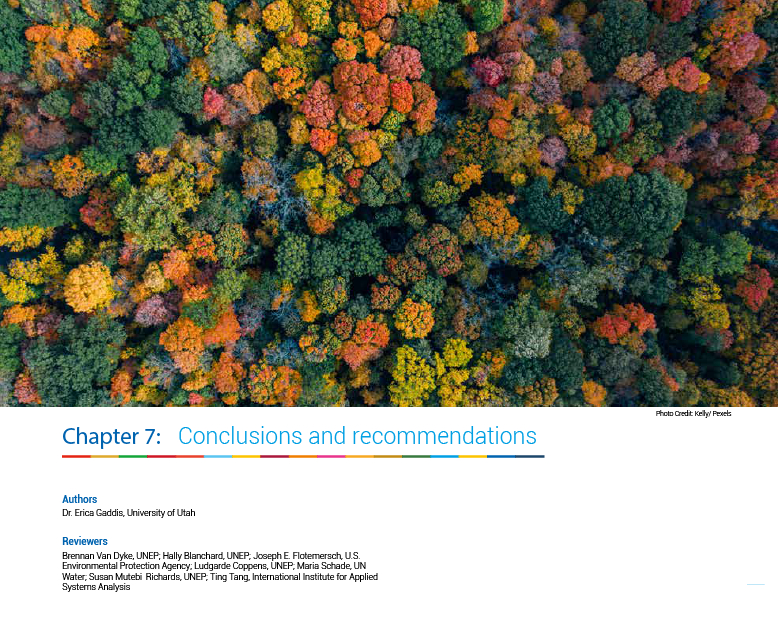 Photo Credit: Kelly/ Pexels
Chapter 7: Conclusions and recommendations
Authors
Dr. Erica Gaddis, University of Utah
Reviewers
Brennan Van Dyke, UNEP; Hally Blanchard, UNEP; Joseph E. Flotemersch, U.S.
Environmental Protection Agency; Ludgarde Coppens, UNEP; Maria Schade, UN
Water; Susan Mutebi Richards, UNEP; Ting Tang, International Institute for Applied
Systems Analysis